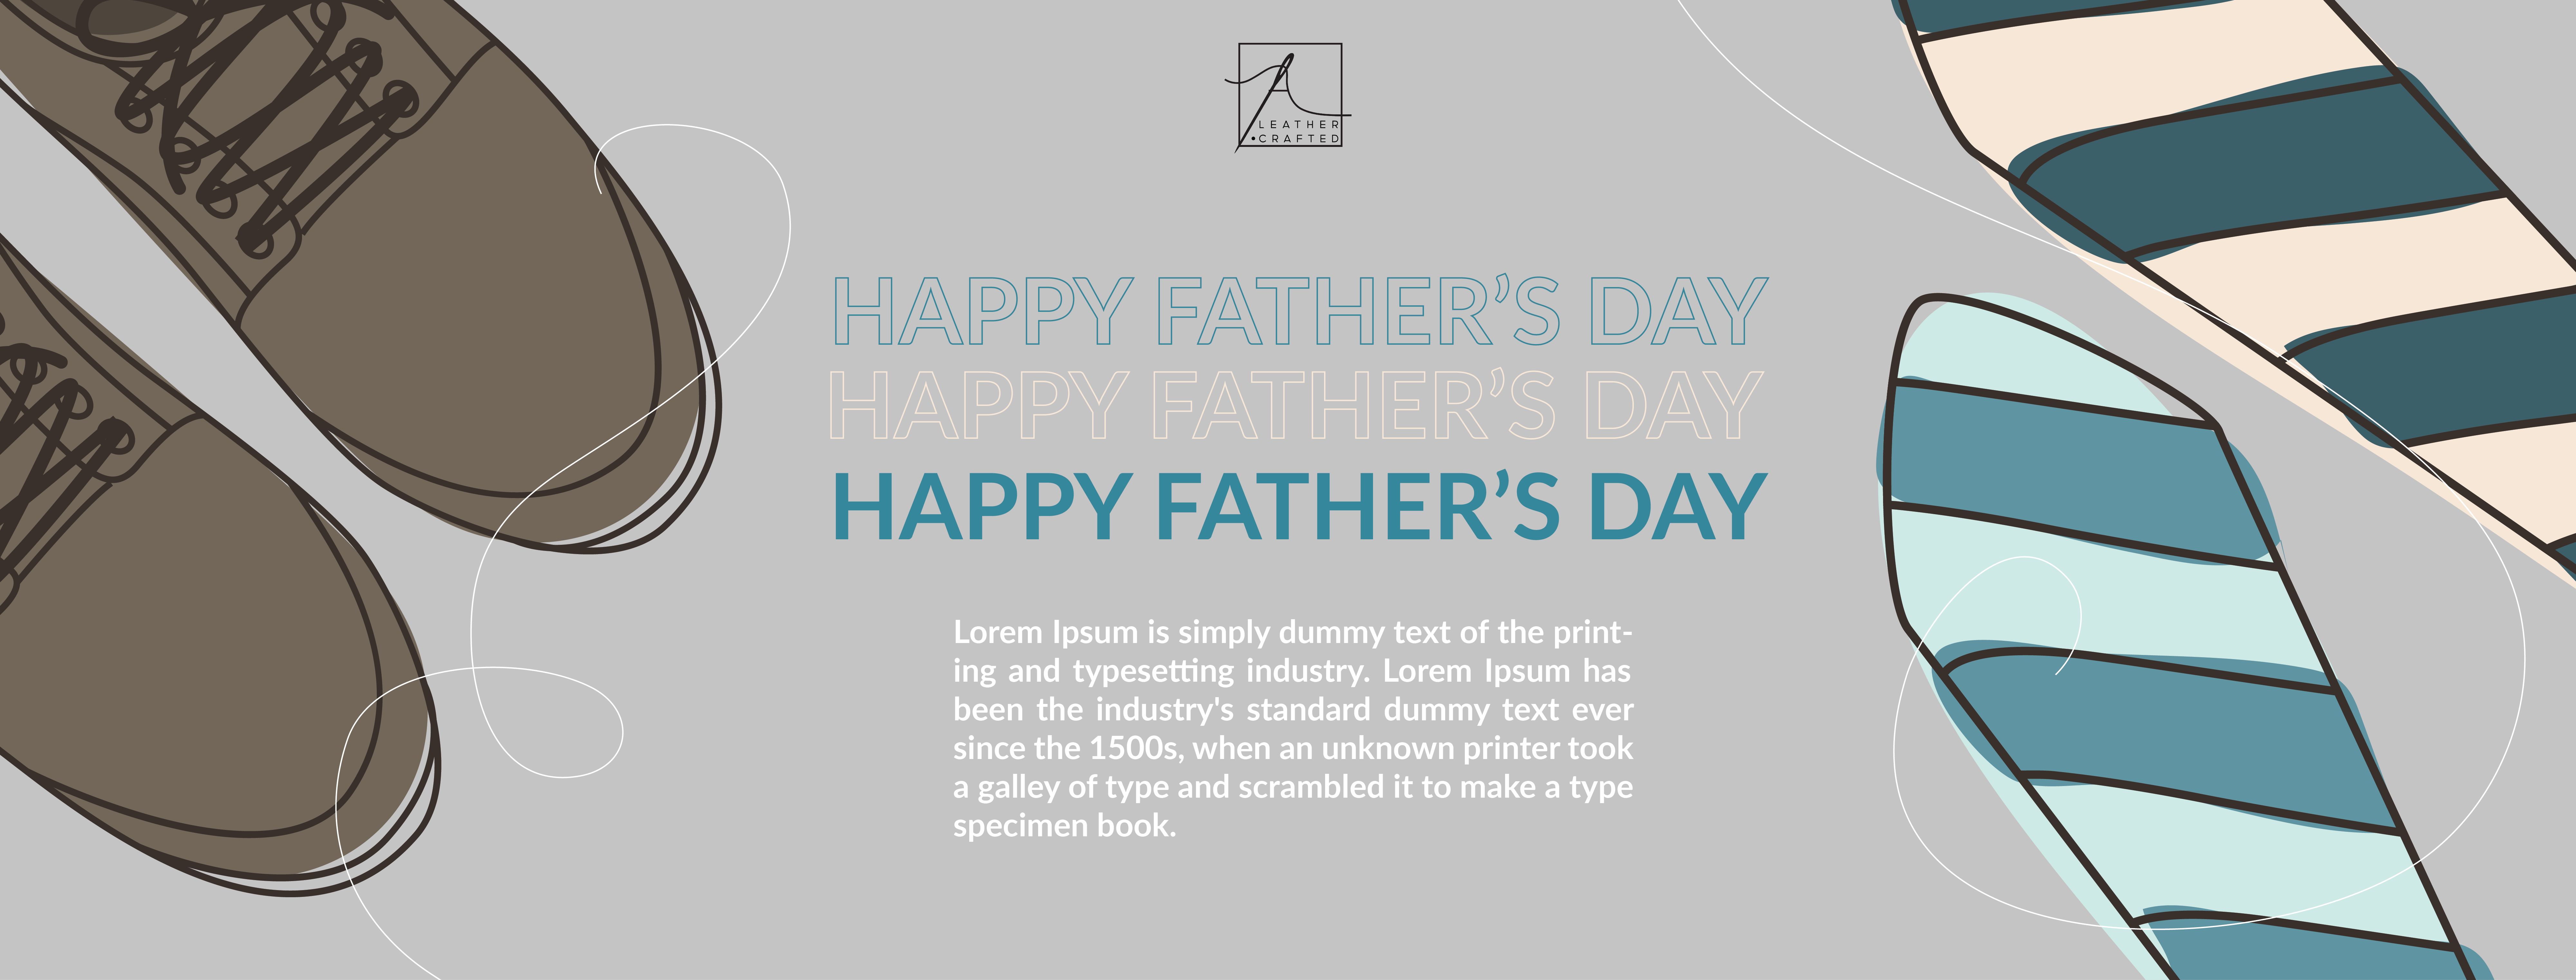 LEATHER
•CRAFTED
HAPPY FATHER’S DAY
HAPPY FATHER’S DAY
HAPPY FATHER’S DAY
Lorem Ipsum is simply dummy text of the print-
ing and typesetting industry. Lorem Ipsum has
been the industry's standard dummy text ever
since the 1500s, when an unknown printer took
a galley of type and scrambled it to make a type
specimen book.